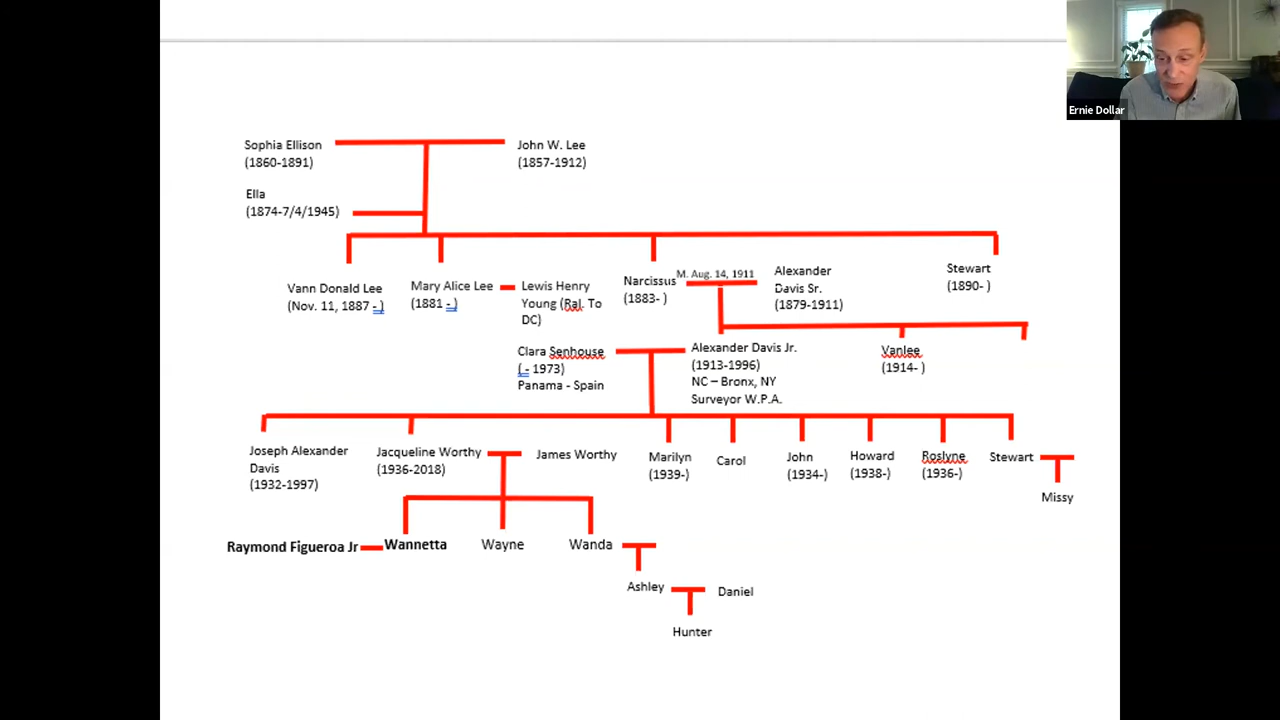 Ernie Dollar
Sophia Ellison
(1860-1891)
John W. Lee
(1857-1912)
Ella
(1874-7/4/1945)
Vann Donald Lee
(Nov. 11, 1887 - )
Mary Alice Lee
(1881 - )
Lewis Henry
Young (Ral. To
DC)
Narcissus
(1883- )
M. Aug. 14, 1911
Alexander
Davis Sr.
(1879-1911)
Stewart
(1890- )
Clara Senhouse
( - 1973)
Panama - Spain
Alexander Davis Jr.
(1913-1996)
NC – Bronx, NY
Surveyor W.P.A.
Vanlee
(1914- )
Joseph Alexander
Davis
(1932-1997)
Jacqueline Worthy
(1936-2018)
James Worthy
Marilyn
(1939-)
Carol
John
(1934-)
Howard
(1938-)
Roslyne
(1936-)
Stewart
Missy
Raymond Figueroa Jr
Wannetta
Wayne
Wanda
Ashley
Daniel
Hunter